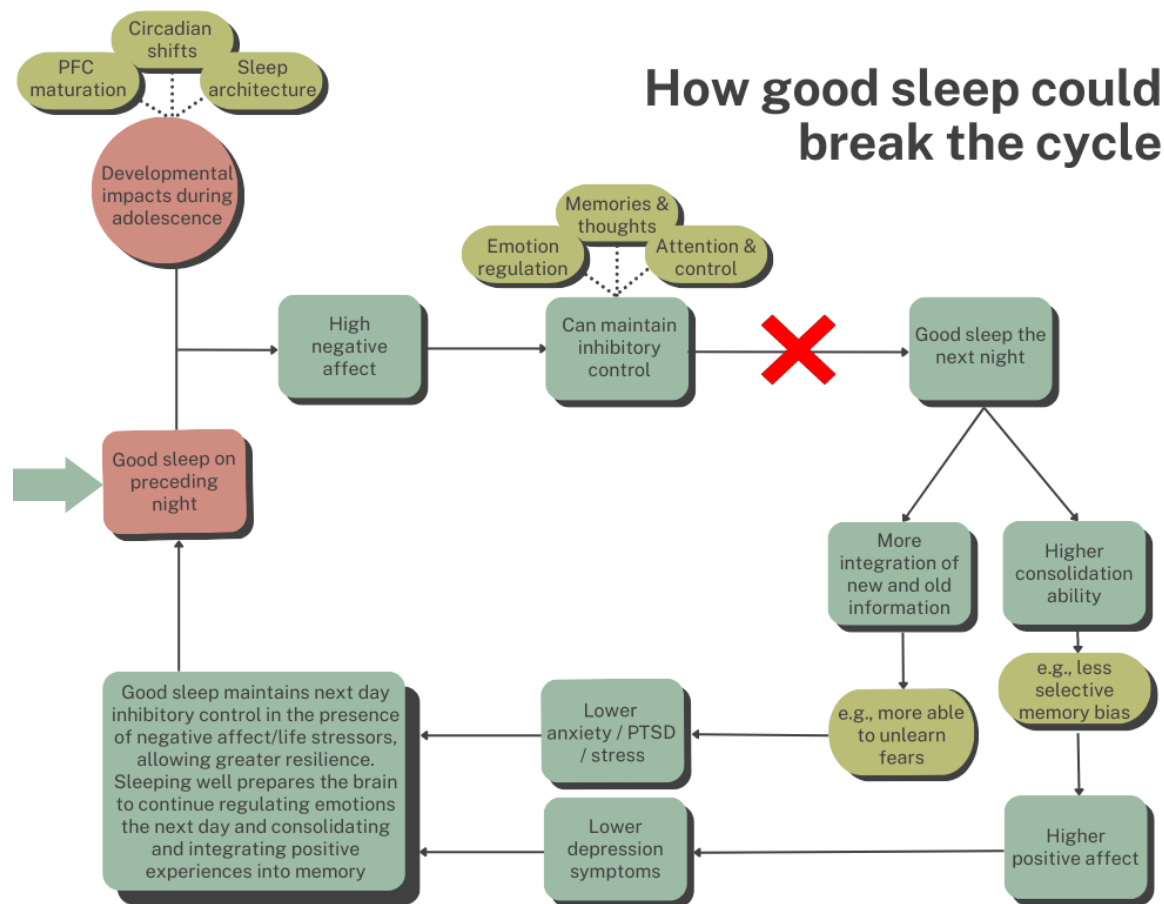 How good sleep could
break the cycle
Circadian
shifts
PFC
maturation
Sleep
architecture
Developmental
impacts during
adolescence
Memories &
thoughts
Emotion
regulation
Attention &
control
High
negative
affect
Can maintain
inhibitory
control
Good sleep the
next night
Good sleep on
preceding
night
More
integration of
new and old
information
Higher
consolidation
ability
e.g., more able
to unlearn
fears
e.g., less
selective
memory bias
Lower
anxiety / PTSD
/ stress
Higher
positive affect
Lower
depression
symptoms
Good sleep maintains next day
inhibitory control in the presence
of negative affect/life stressors,
allowing greater resilience.
Sleeping well prepares the brain
to continue regulating emotions
the next day and consolidating
and integrating positive
experiences into memory